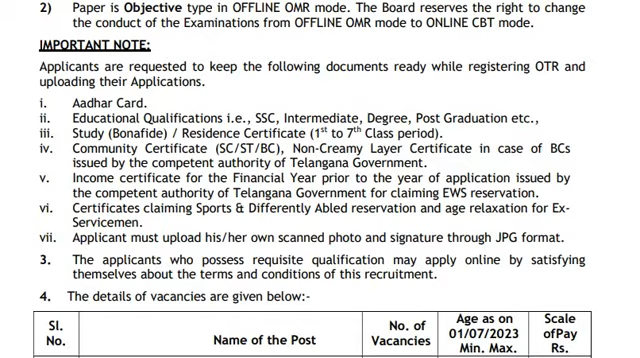 2) Paper is Objective type in OFFLINE OMR mode. The Board reserves the right to change
the conduct of the Examinations from OFFLINE OMR mode to ONLINE CBT mode.
IMPORTANT NOTE:
Applicants are requested to keep the following documents ready while registering OTR and
uploading their Applications.
i. Aadhar Card.
ii. Educational Qualifications i.e., SSC, Intermediate, Degree, Post Graduation etc.,
iii. Study (Bonafide) / Residence Certificate (1st to 7th Class period).
iv. Community Certificate (SC/ST/BC), Non-Creamy Layer Certificate in case of BCs
issued by the competent authority of Telangana Government.
v. Income certificate for the Financial Year prior to the year of application issued by
the competent authority of Telangana Government for claiming EWS reservation.
vi. Certificates claiming Sports & Differently Abled reservation and age relaxation for Ex-
Servicemen.
vii. Applicant must upload his/her own scanned photo and signature through JPG format.
3. The applicants who possess requisite qualification may apply online by satisfying
themselves about the terms and conditions of this recruitment.
4. The details of vacancies are given below:-
Sl.
No.
Name of the Post
No. of
Vacancies
Age as on
01/07/2023
Min. Max.
Scale
ofPay
Rs.